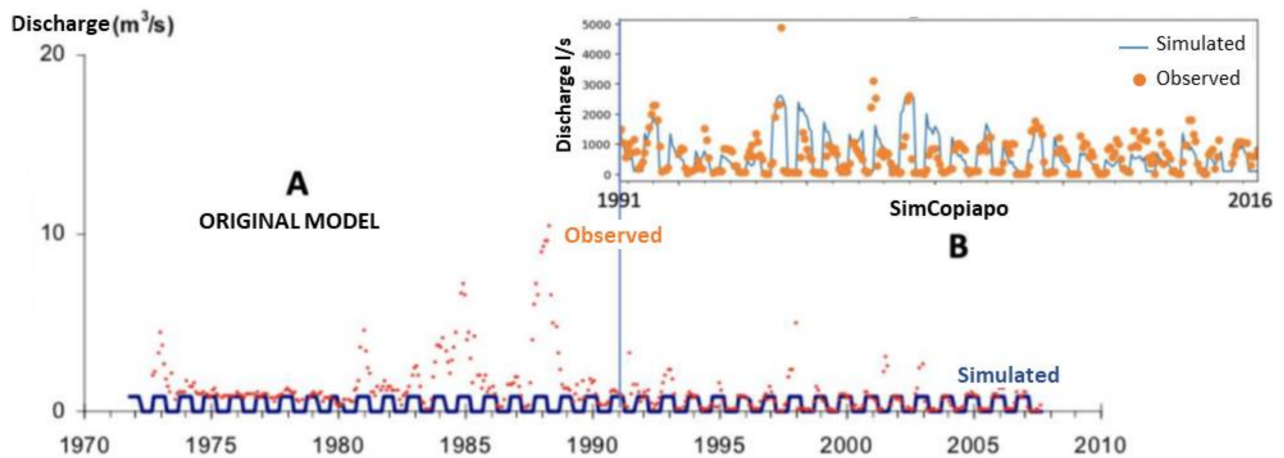 Discharge (m³/s)
20
10
0
A
ORIGINAL MODEL
Observed
Simulated
1970 1975 1980 1985 1990 1995 2000 2005 2010
Discharge l/s
5000
4000
3000
2000
1000
0
Simulated
Observed
1991 2016
SimCopiapo
B